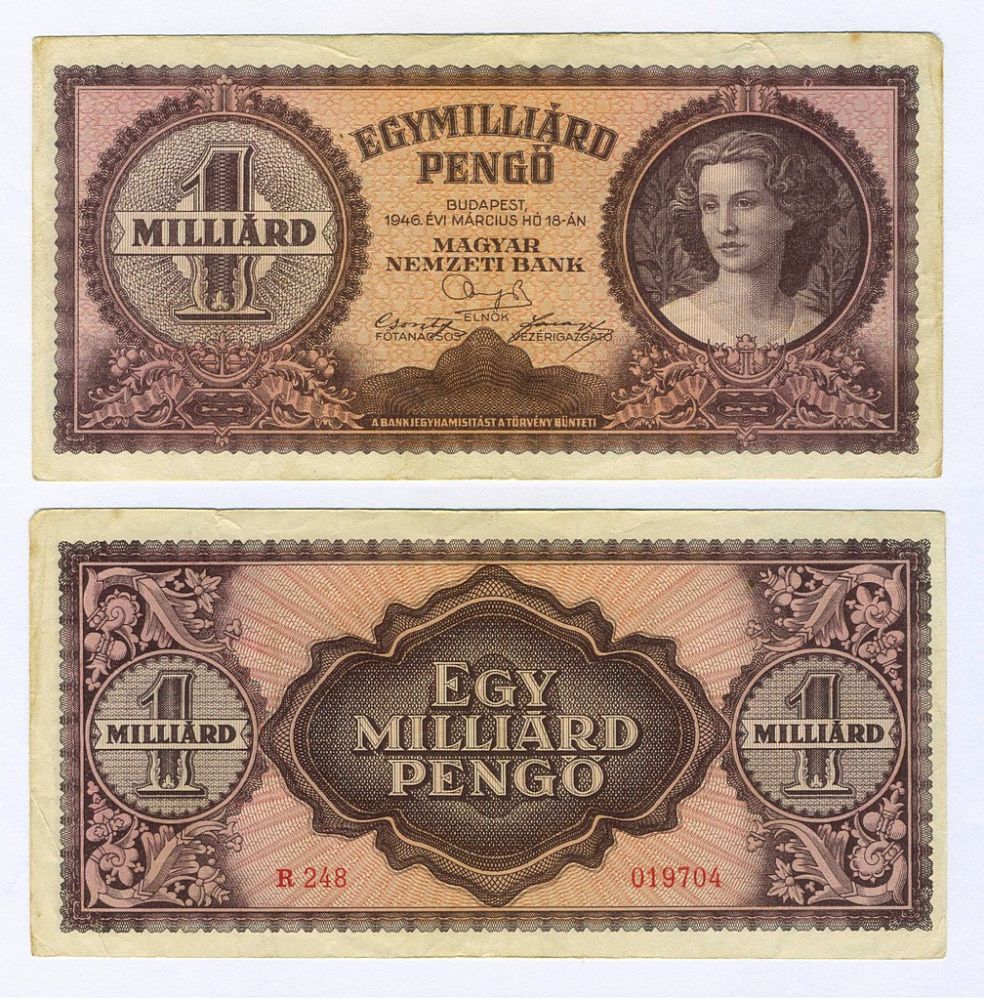 1
MILLIÁRD
EGYMILLIÁRD
PENGŐ
BUDAPEST,
1946. ÉVI MÁRCIUS HÓ 18-ÁN
MAGYAR
NEMZETI BANK
ELNÖK
FŐTANÁCSOS VEZÉRIGAZGATÓ
A BANKJEGYHAMISÍTÁST A TÖRVÉNY BÜNTETI
1
MILLIÁRD
EGY
MILLIÁRD
PENGŐ
1
MILLIÁRD
R 248 019704